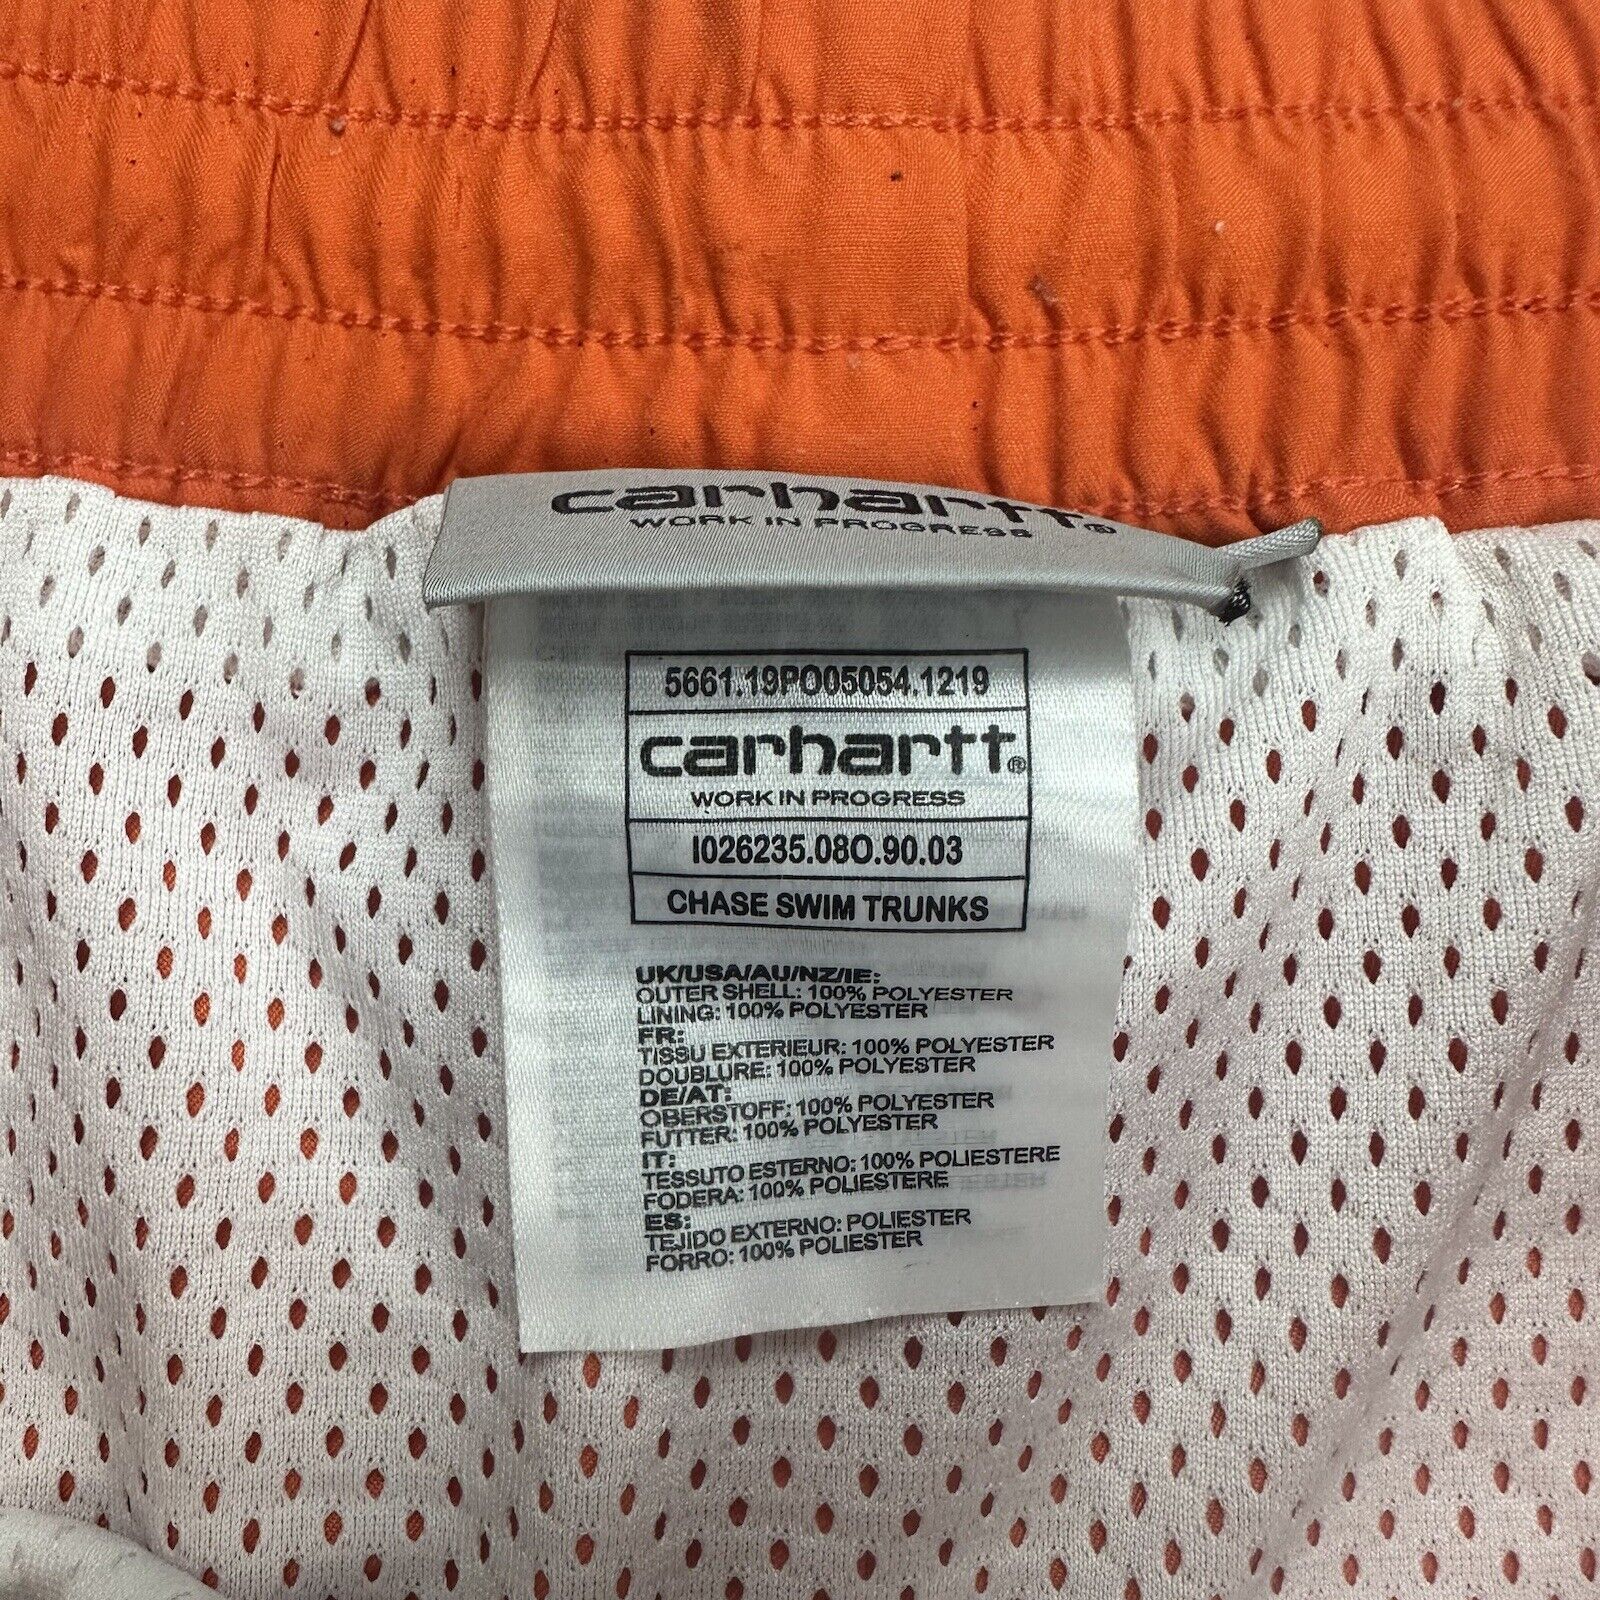 carhartt®
WORK IN PROGRESS
5661.19PO05054.1219
carhartt®
WORK IN PROGRESS
I026235.08O.90.03
CHASE SWIM TRUNKS
UK/USA/AU/NZ/IE:
OUTER SHELL: 100% POLYESTER
LINING: 100% POLYESTER
FR:
TISSU EXTERIEUR: 100% POLYESTER
DOUBLURE: 100% POLYESTER
DE/AT:
OBERSTOFF: 100% POLYESTER
FUTTER: 100% POLYESTER
IT:
TESSUTO ESTERNO: 100% POLIESTERE
FODERA: 100% POLIESTERE
ES:
TEJIDO EXTERNO: POLIESTER
FORRO: 100% POLIESTER